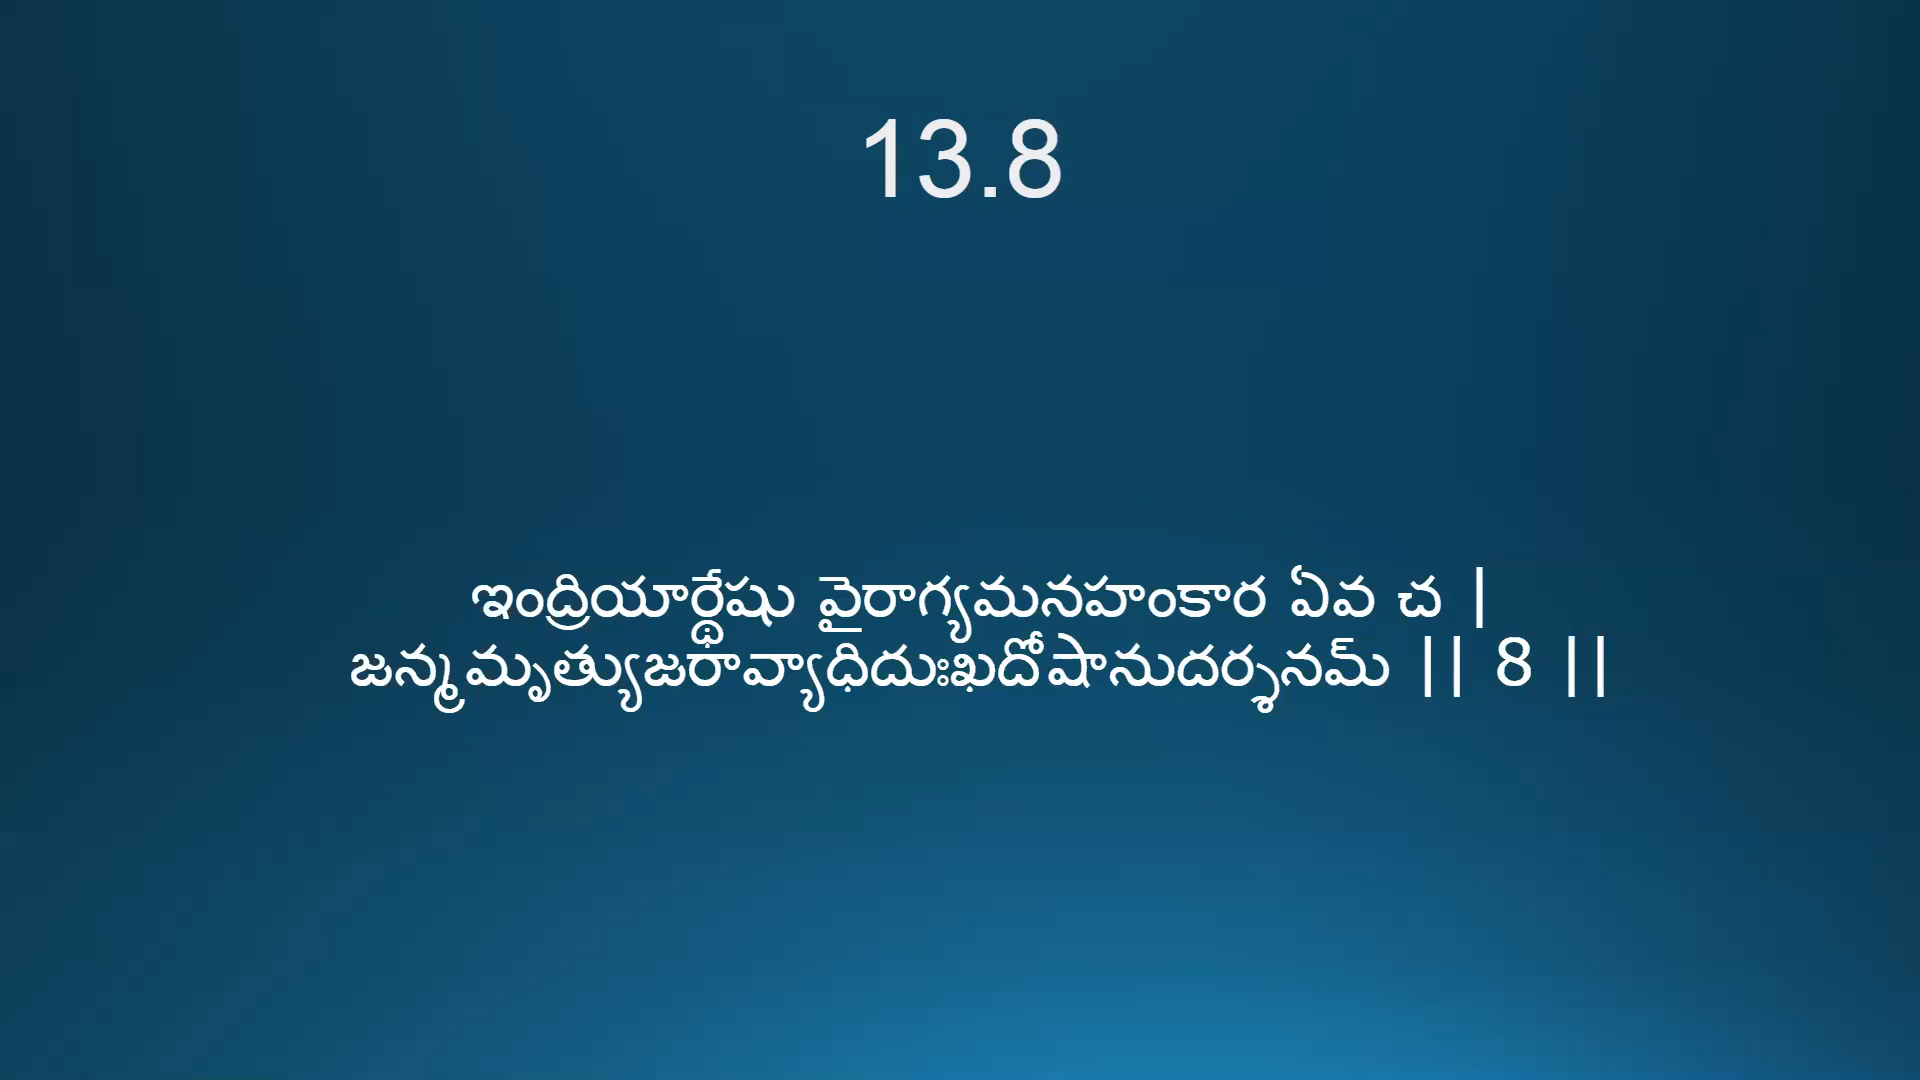 13.8
ఇంద్రియార్థేషు వైరాగ్యమనహంకార ఏవ చ |
జన్మమృత్యుజరావ్యాధిదుఃఖదోషానుదర్శనమ్ || 8 ||